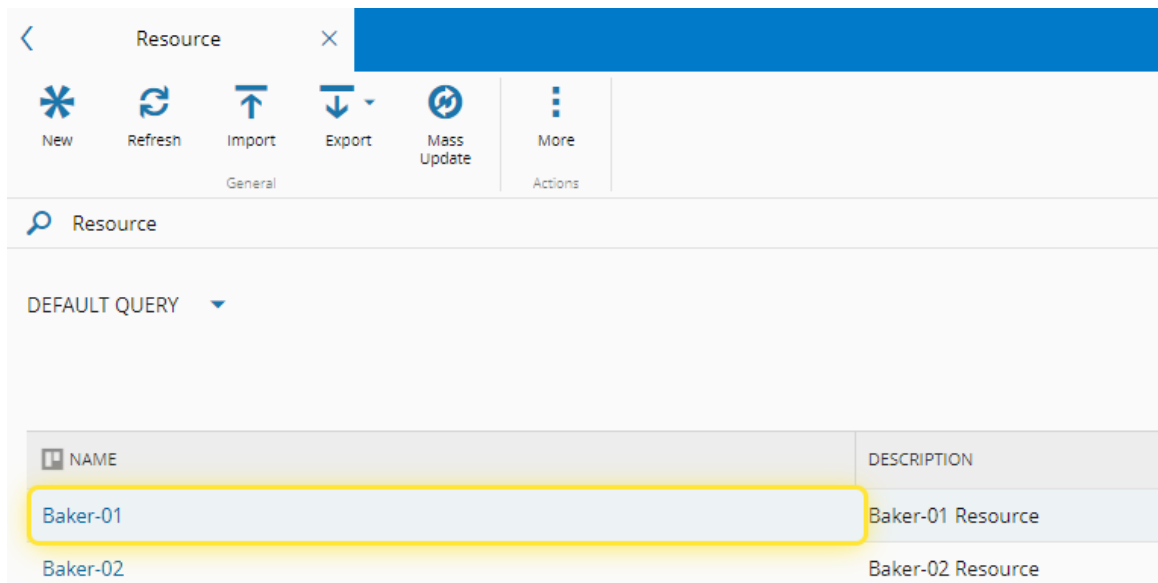 Resource
New Refresh Import Export Mass Update More
General Actions
Resource
DEFAULT QUERY
NAME DESCRIPTION
Baker-01 Baker-01 Resource
Baker-02 Baker-02 Resource